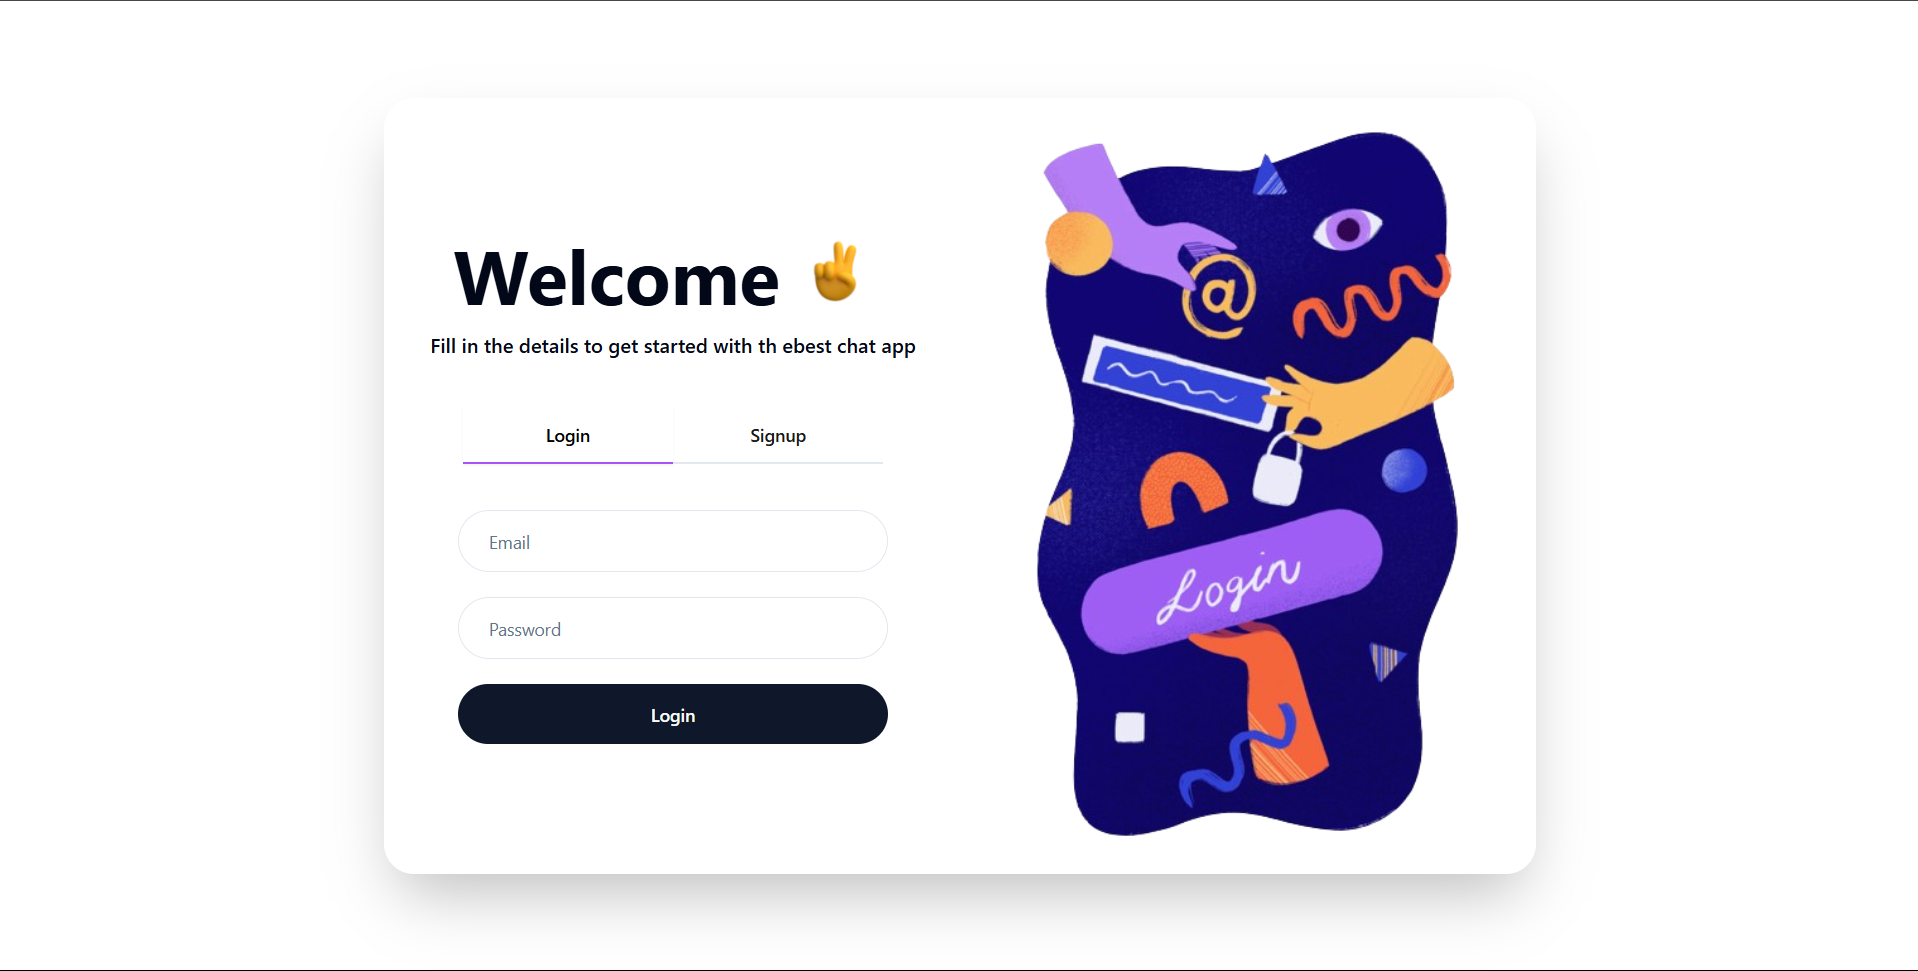 Welcome ✌️
Fill in the details to get started with th ebest chat app
Login
Signup
Email
Password
Login
@
Login